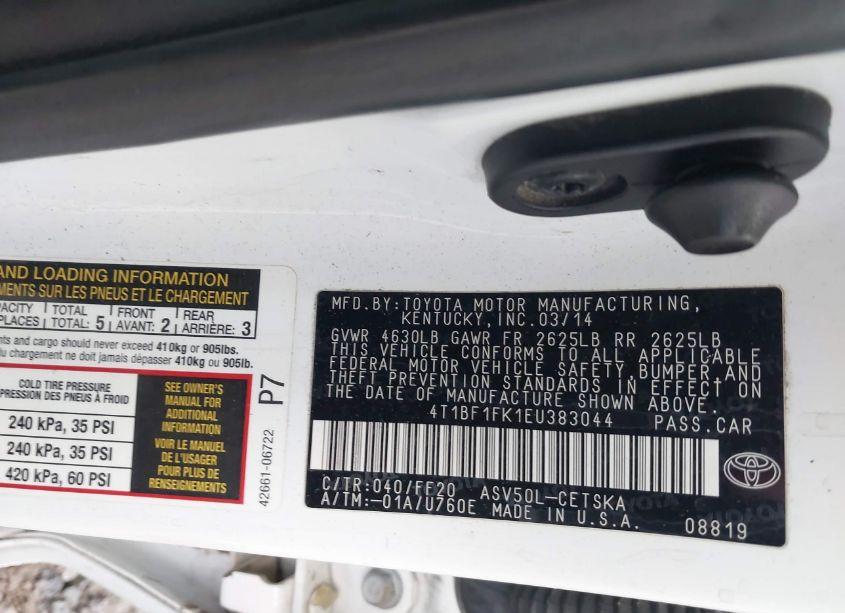 AND LOADING INFORMATION
MENTS SUR LES PNEUS ET LE CHARGEMENT
PACITY TOTAL FRONT REAR
PLACES TOTAL: 5 AVANT: 2 ARRIÈRE: 3
nts and cargo should never exceed 410kg or 905lbs.
du chargement ne doit jamais dépasser 410kg ou 905lb.
COLD TIRE PRESSURE
PRESSION DES PNEUS À FROID
240 kPa, 35 PSI
240 kPa, 35 PSI
420 kPa, 60 PSI
SEE OWNER'S
MANUAL FOR
ADDITIONAL
INFORMATION
VOIR LE MANUEL
DE L'USAGER
POUR PLUS DE
RENSEIGNEMENTS
P7
42661-06722
MFD.BY:TOYOTA MOTOR MANUFACTURING,
KENTUCKY, INC.03/14
GVWR 4630LB GAWR FR 2625LB RR 2625LB
THIS VEHICLE CONFORMS TO ALL APPLICABLE
FEDERAL MOTOR VEHICLE SAFETY, BUMPER AND
THEFT PREVENTION STANDARDS IN EFFECT ON
THE DATE OF MANUFACTURE SHOWN ABOVE.
4T1BF1FK1EU383044 PASS.CAR
C/TR:040/FE20 ASV50L-CETSKA
A/TM:-01A/U760E MADE IN U.S.A. 08819